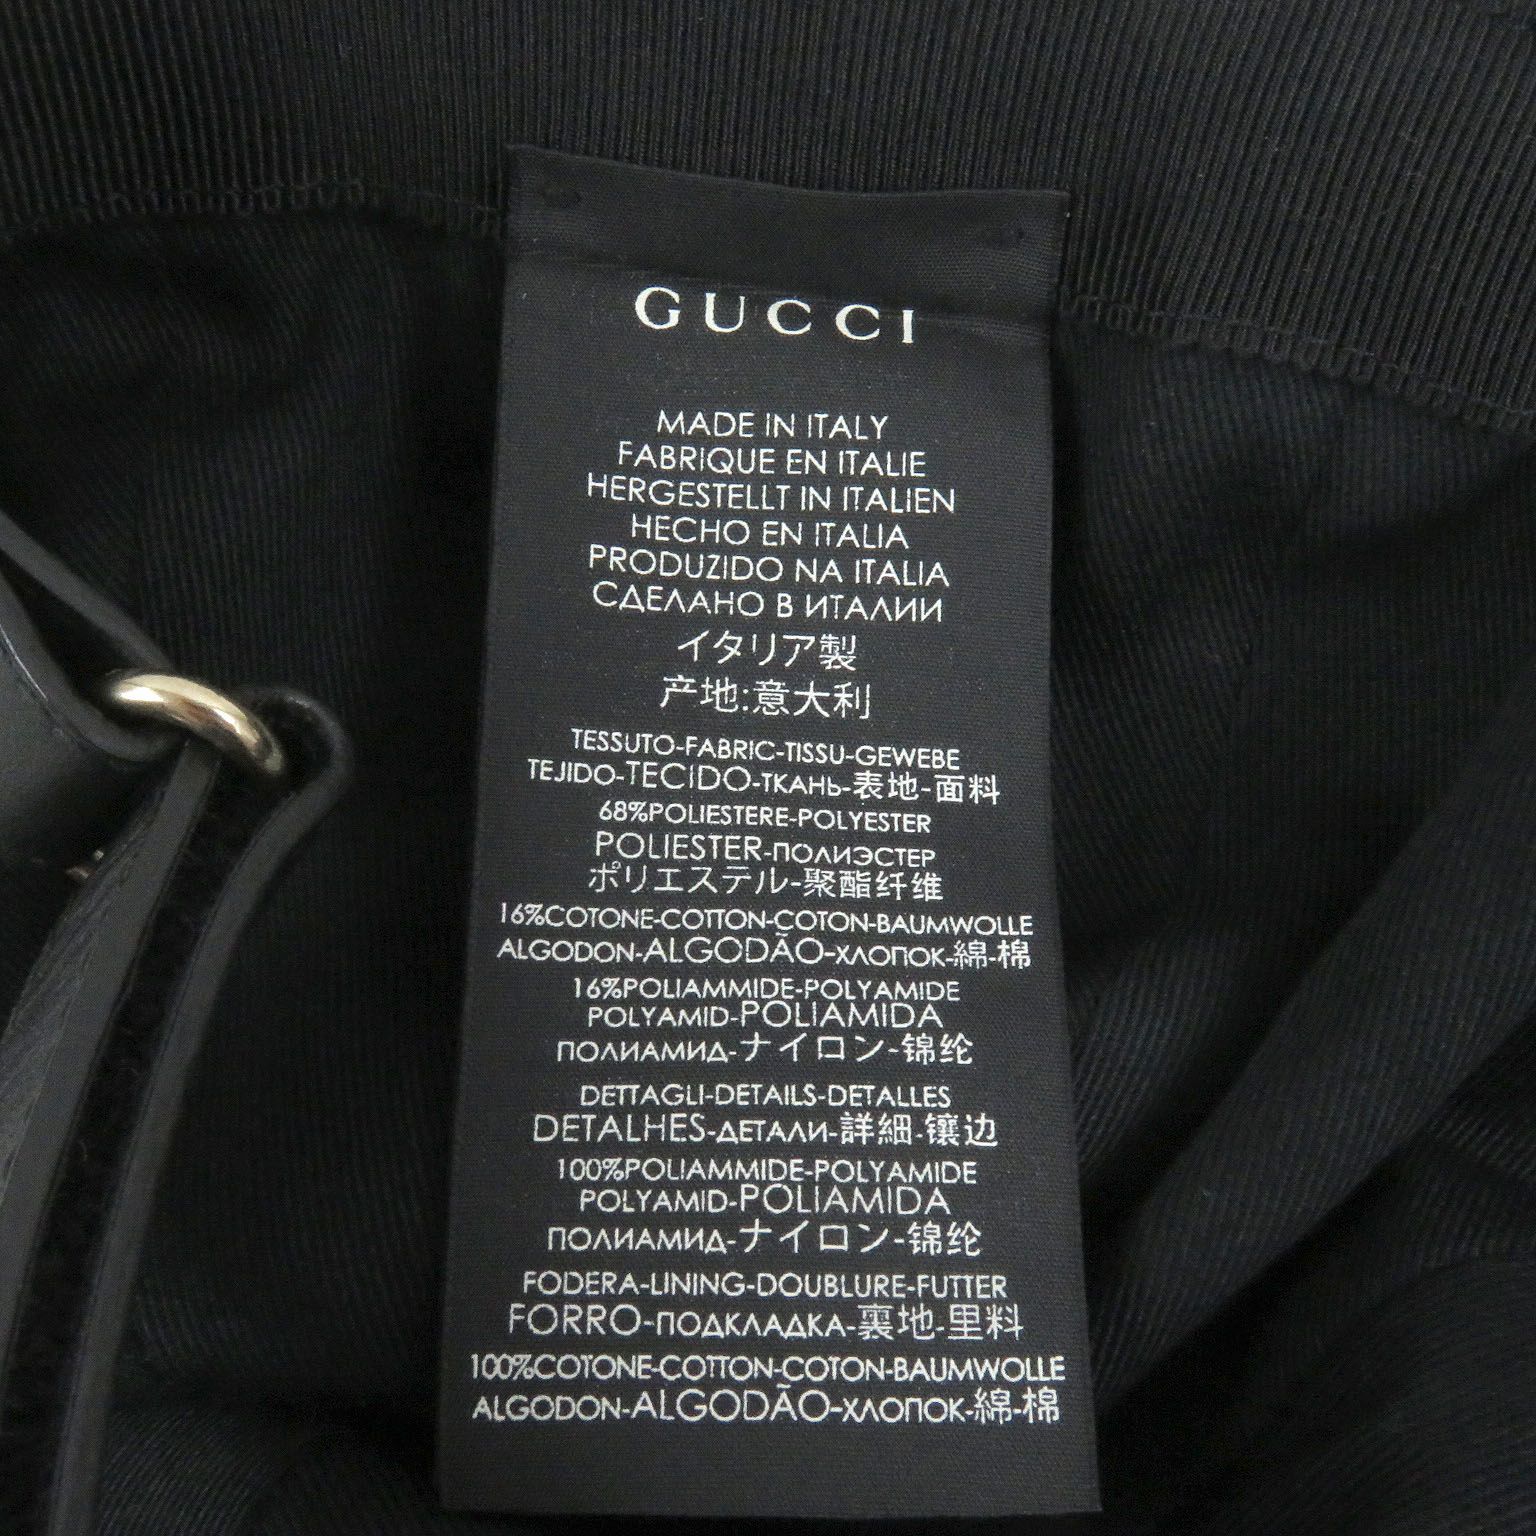 GUCCI
MADE IN ITALY
FABRIQUE EN ITALIE
HERGESTELLT IN ITALIEN
HECHO EN ITALIA
PRODUZIDO NA ITALIA
СДЕЛАНО В ИТАЛИИ
イタリア製
产地:意大利
TESSUTO-FABRIC-TISSU-GEWEBE
TEJIDO-TECIDO-ТКАНЬ-表地-面料
68%POLIESTERE-POLYESTER
POLIESTER-ПОЛИЭСТЕР
ポリエステル-聚酯纤维
16%COTONE-COTTON-COTON-BAUMWOLLE
ALGODON-ALGODÃO-ХЛОПОК-綿-棉
16%POLIAMMIDE-POLYAMIDE
POLYAMID-POLIAMIDA
ПОЛИАМИД-ナイロン-锦纶
DETTAGLI-DETAILS-DETALLES
DETALHES-ДЕТАЛИ-詳細-镶边
100%POLIAMMIDE-POLYAMIDE
POLYAMID-POLIAMIDA
ПОЛИАМИД-ナイロン-锦纶
FODERA-LINING-DOUBLURE-FUTTER
FORRO-ПОДКЛАДКА-裏地-里料
100%COTONE-COTTON-COTON-BAUMWOLLE
ALGODON-ALGODÃO-ХЛОПОК-綿-棉